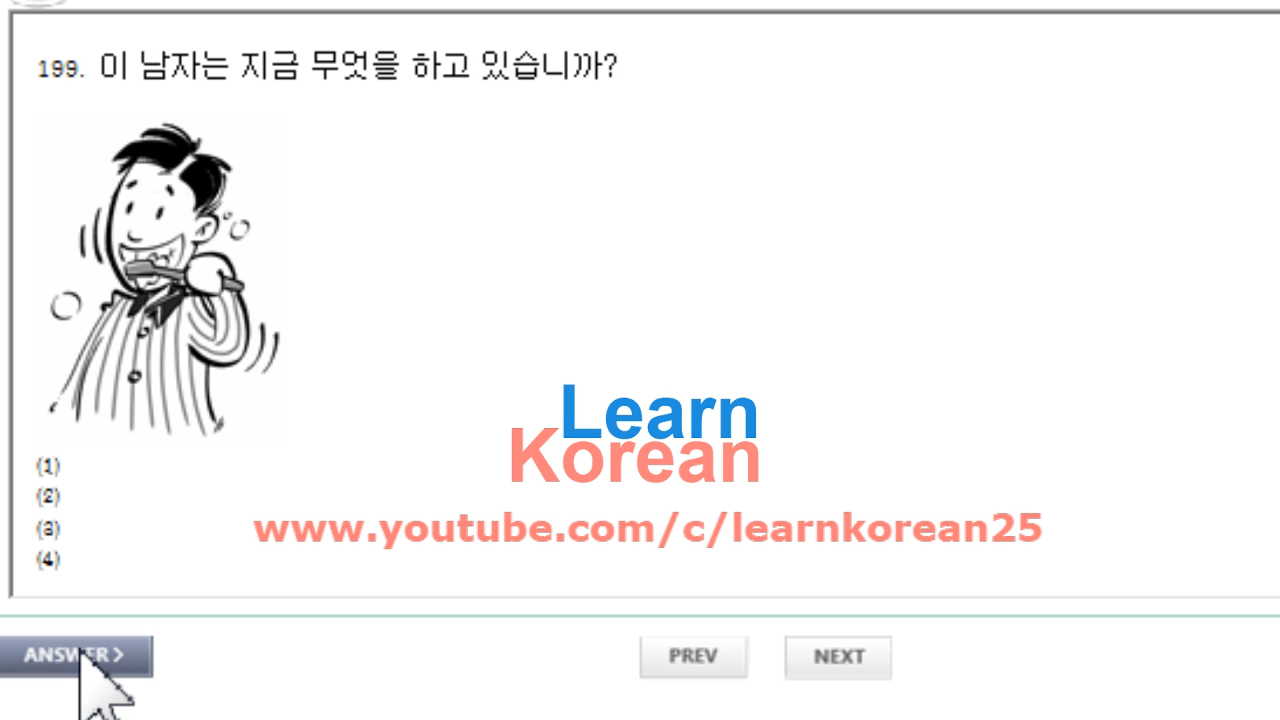 199. 이 남자는 지금 무엇을 하고 있습니까?
Learn
Korean
(1)
(2)
www.youtube.com/c/learnkorean25
(3)
(4)
ANSWER >
PREV
NEXT